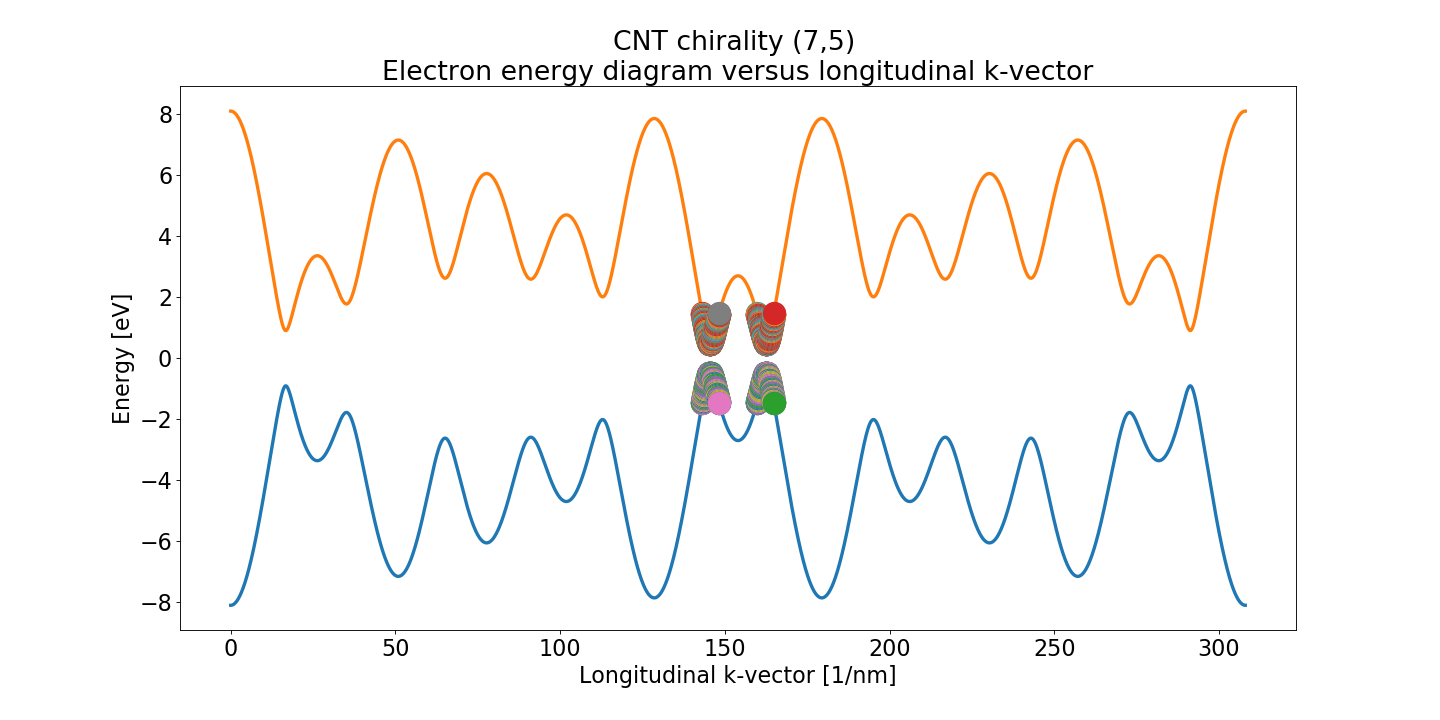 CNT chirality (7,5)
Electron energy diagram versus longitudinal k-vector
Energy [eV]
8
6
4
2
0
−2
−4
−6
−8
0 50 100 150 200 250 300
Longitudinal k-vector [1/nm]